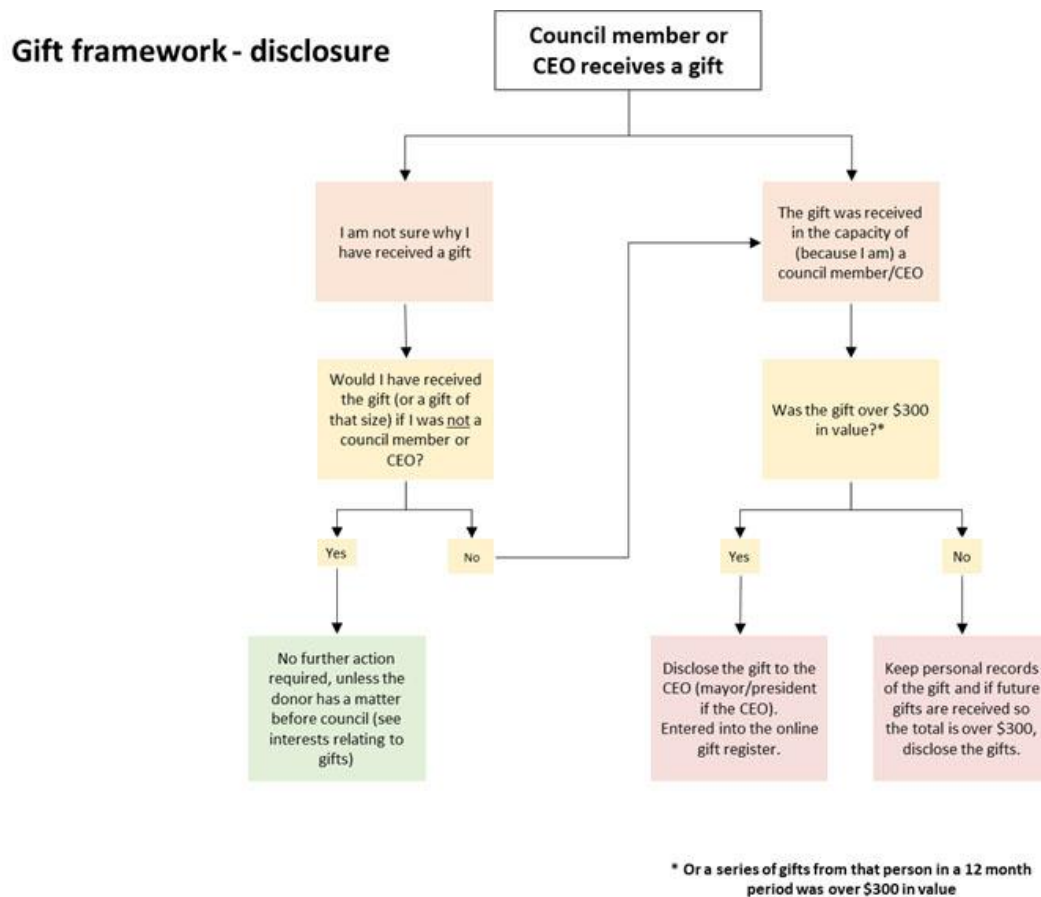 Gift framework - disclosure
Council member or
CEO receives a gift
I am not sure why I
have received a gift
The gift was received
in the capacity of
(because I am) a
council member/CEO
Would I have received
the gift (or a gift of
that size) if I was not a
council member or
CEO?
Was the gift over $300
in value?*
Yes
No
Yes
No
No further action
required, unless the
donor has a matter
before council (see
interests relating to
gifts)
Disclose the gift to the
CEO (mayor/president
if the CEO).
Entered into the online
gift register.
Keep personal records
of the gift and if future
gifts are received so
the total is over $300,
disclose the gifts.
* Or a series of gifts from that person in a 12 month
period was over $300 in value